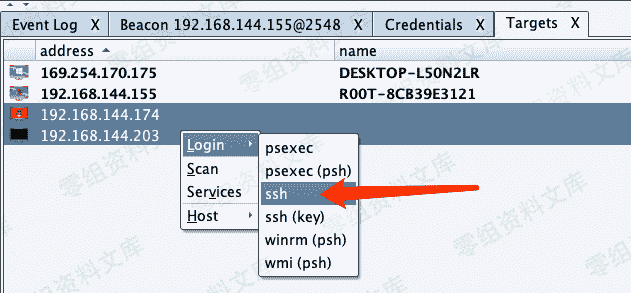 Event Log X Beacon 192.168.144.155@2548 X Credentials X Targets X
address name
169.254.170.175 DESKTOP-L50N2LR
192.168.144.155 R00T-8CB39E3121
192.168.144.174
192.168.144.203
Login
Scan
Services
Host
psexec
psexec (psh)
ssh
ssh (key)
winrm (psh)
wmi (psh)
零组资料文库